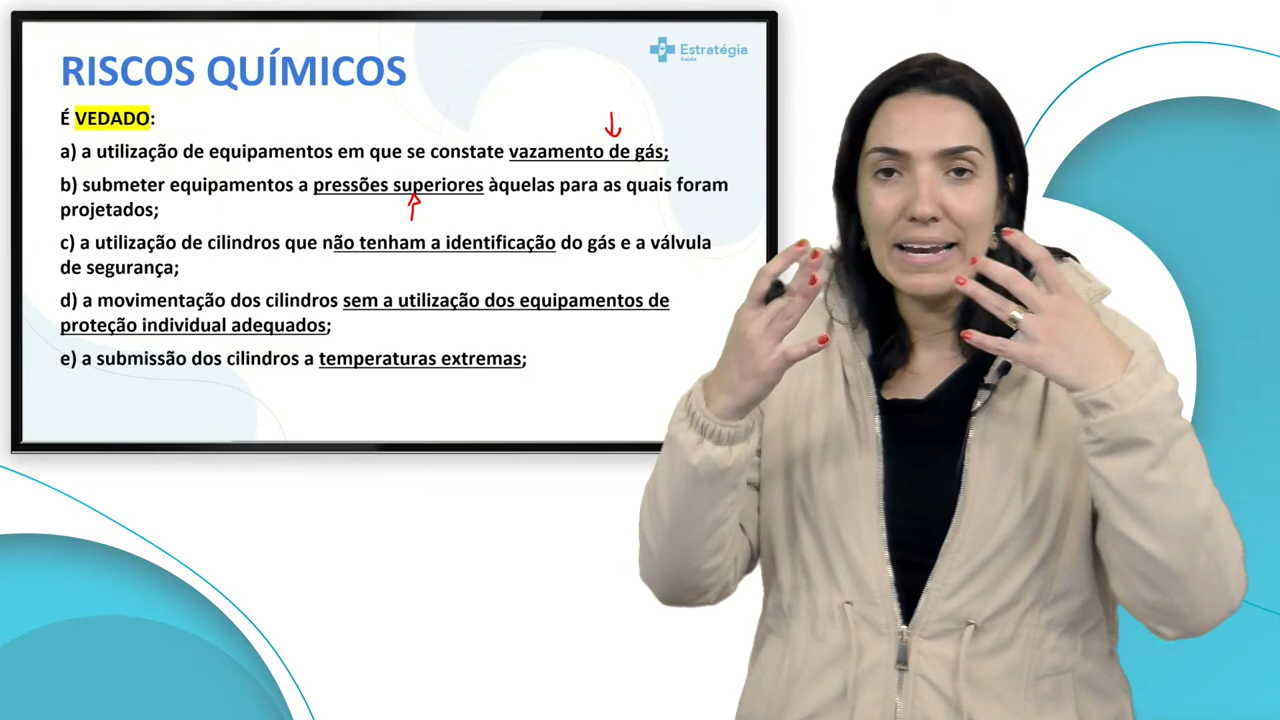 RISCOS QUÍMICOS
Estratégia
Saúde
É VEDADO:
a) a utilização de equipamentos em que se constate vazamento de gás;
b) submeter equipamentos a pressões superiores àquelas para as quais foram
projetados;
c) a utilização de cilindros que não tenham a identificação do gás e a válvula
de segurança;
d) a movimentação dos cilindros sem a utilização dos equipamentos de
proteção individual adequados;
e) a submissão dos cilindros a temperaturas extremas;